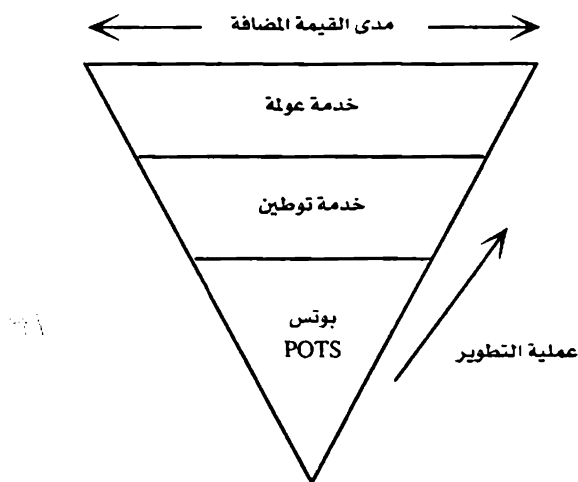 مدى القيمة المضافة
خدمة عولمة
خدمة توطين
بوتس
POTS
عملية التطوير